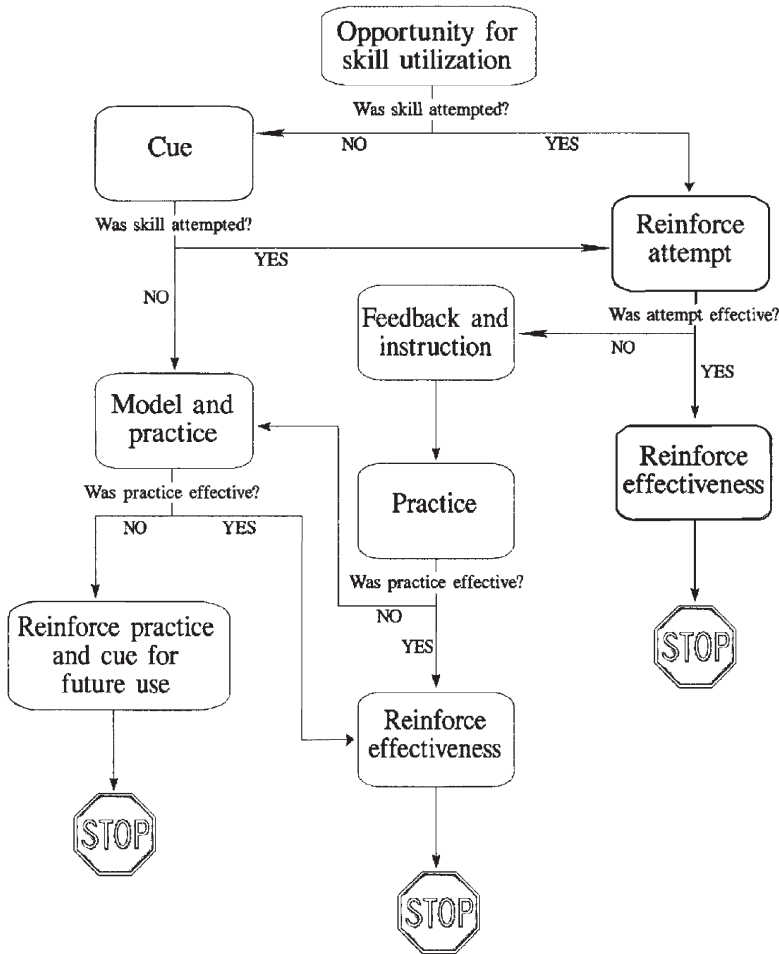 Opportunity for
skill utilization
Was skill attempted?
NO
YES
Cue
Was skill attempted?
YES
NO
Reinforce
attempt
Was attempt effective?
NO
YES
Feedback and
instruction
Model and
practice
Was practice effective?
NO
YES
Practice
Was practice effective?
NO
YES
Reinforce
effectiveness
STOP
Reinforce practice
and cue for
future use
STOP
Reinforce
effectiveness
STOP